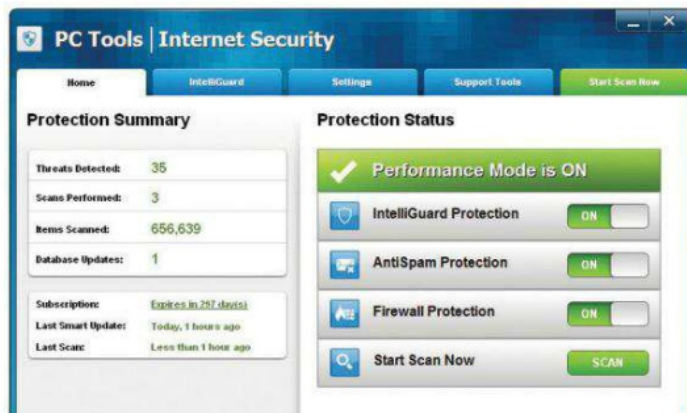 PC Tools | Internet Security
Home
IntelliGuard
Settings
Support Tools
Start Scan Now
Protection Summary
Threats Detected: 35
Scans Performed: 3
Items Scanned: 656,639
Database Updates: 1
Subscription: Expires in 297 day(s)
Last Smart Update: Today, 1 hours ago
Last Scan: Less than 1 hour ago
Protection Status
Performance Mode is ON
IntelliGuard Protection ON
AntiSpam Protection ON
Firewall Protection ON
Start Scan Now SCAN